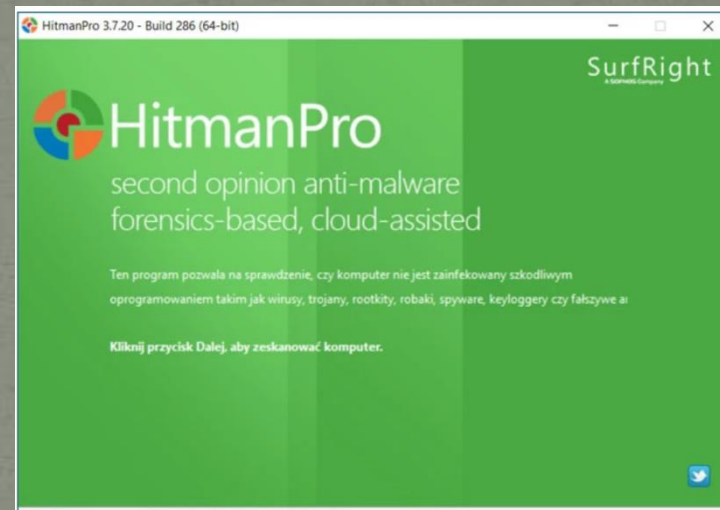 HitmanPro 3.7.20 - Build 286 (64-bit)
SurfRight
A SOPHOS Company
HitmanPro
second opinion anti-malware
forensics-based, cloud-assisted
Ten program pozwala na sprawdzenie, czy komputer nie jest zainfekowany szkodliwym
oprogramowaniem takim jak wirusy, trojany, rootkity, robaki, spyware, keyloggery czy fałszywe
Kliknij przycisk Dalej, aby zeskanować komputer.